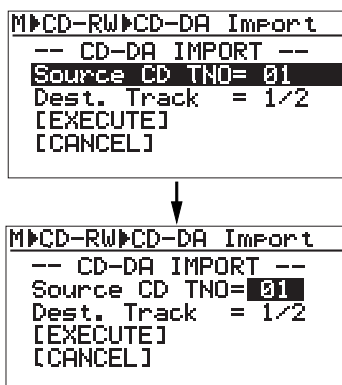 M▶CD-RW▶CD-DA Import
-- CD-DA IMPORT --
Source CD TNO= 01
Dest. Track = 1/2
[EXECUTE]
[CANCEL]
M▶CD-RW▶CD-DA Import
-- CD-DA IMPORT --
Source CD TNO= 01
Dest. Track = 1/2
[EXECUTE]
[CANCEL]